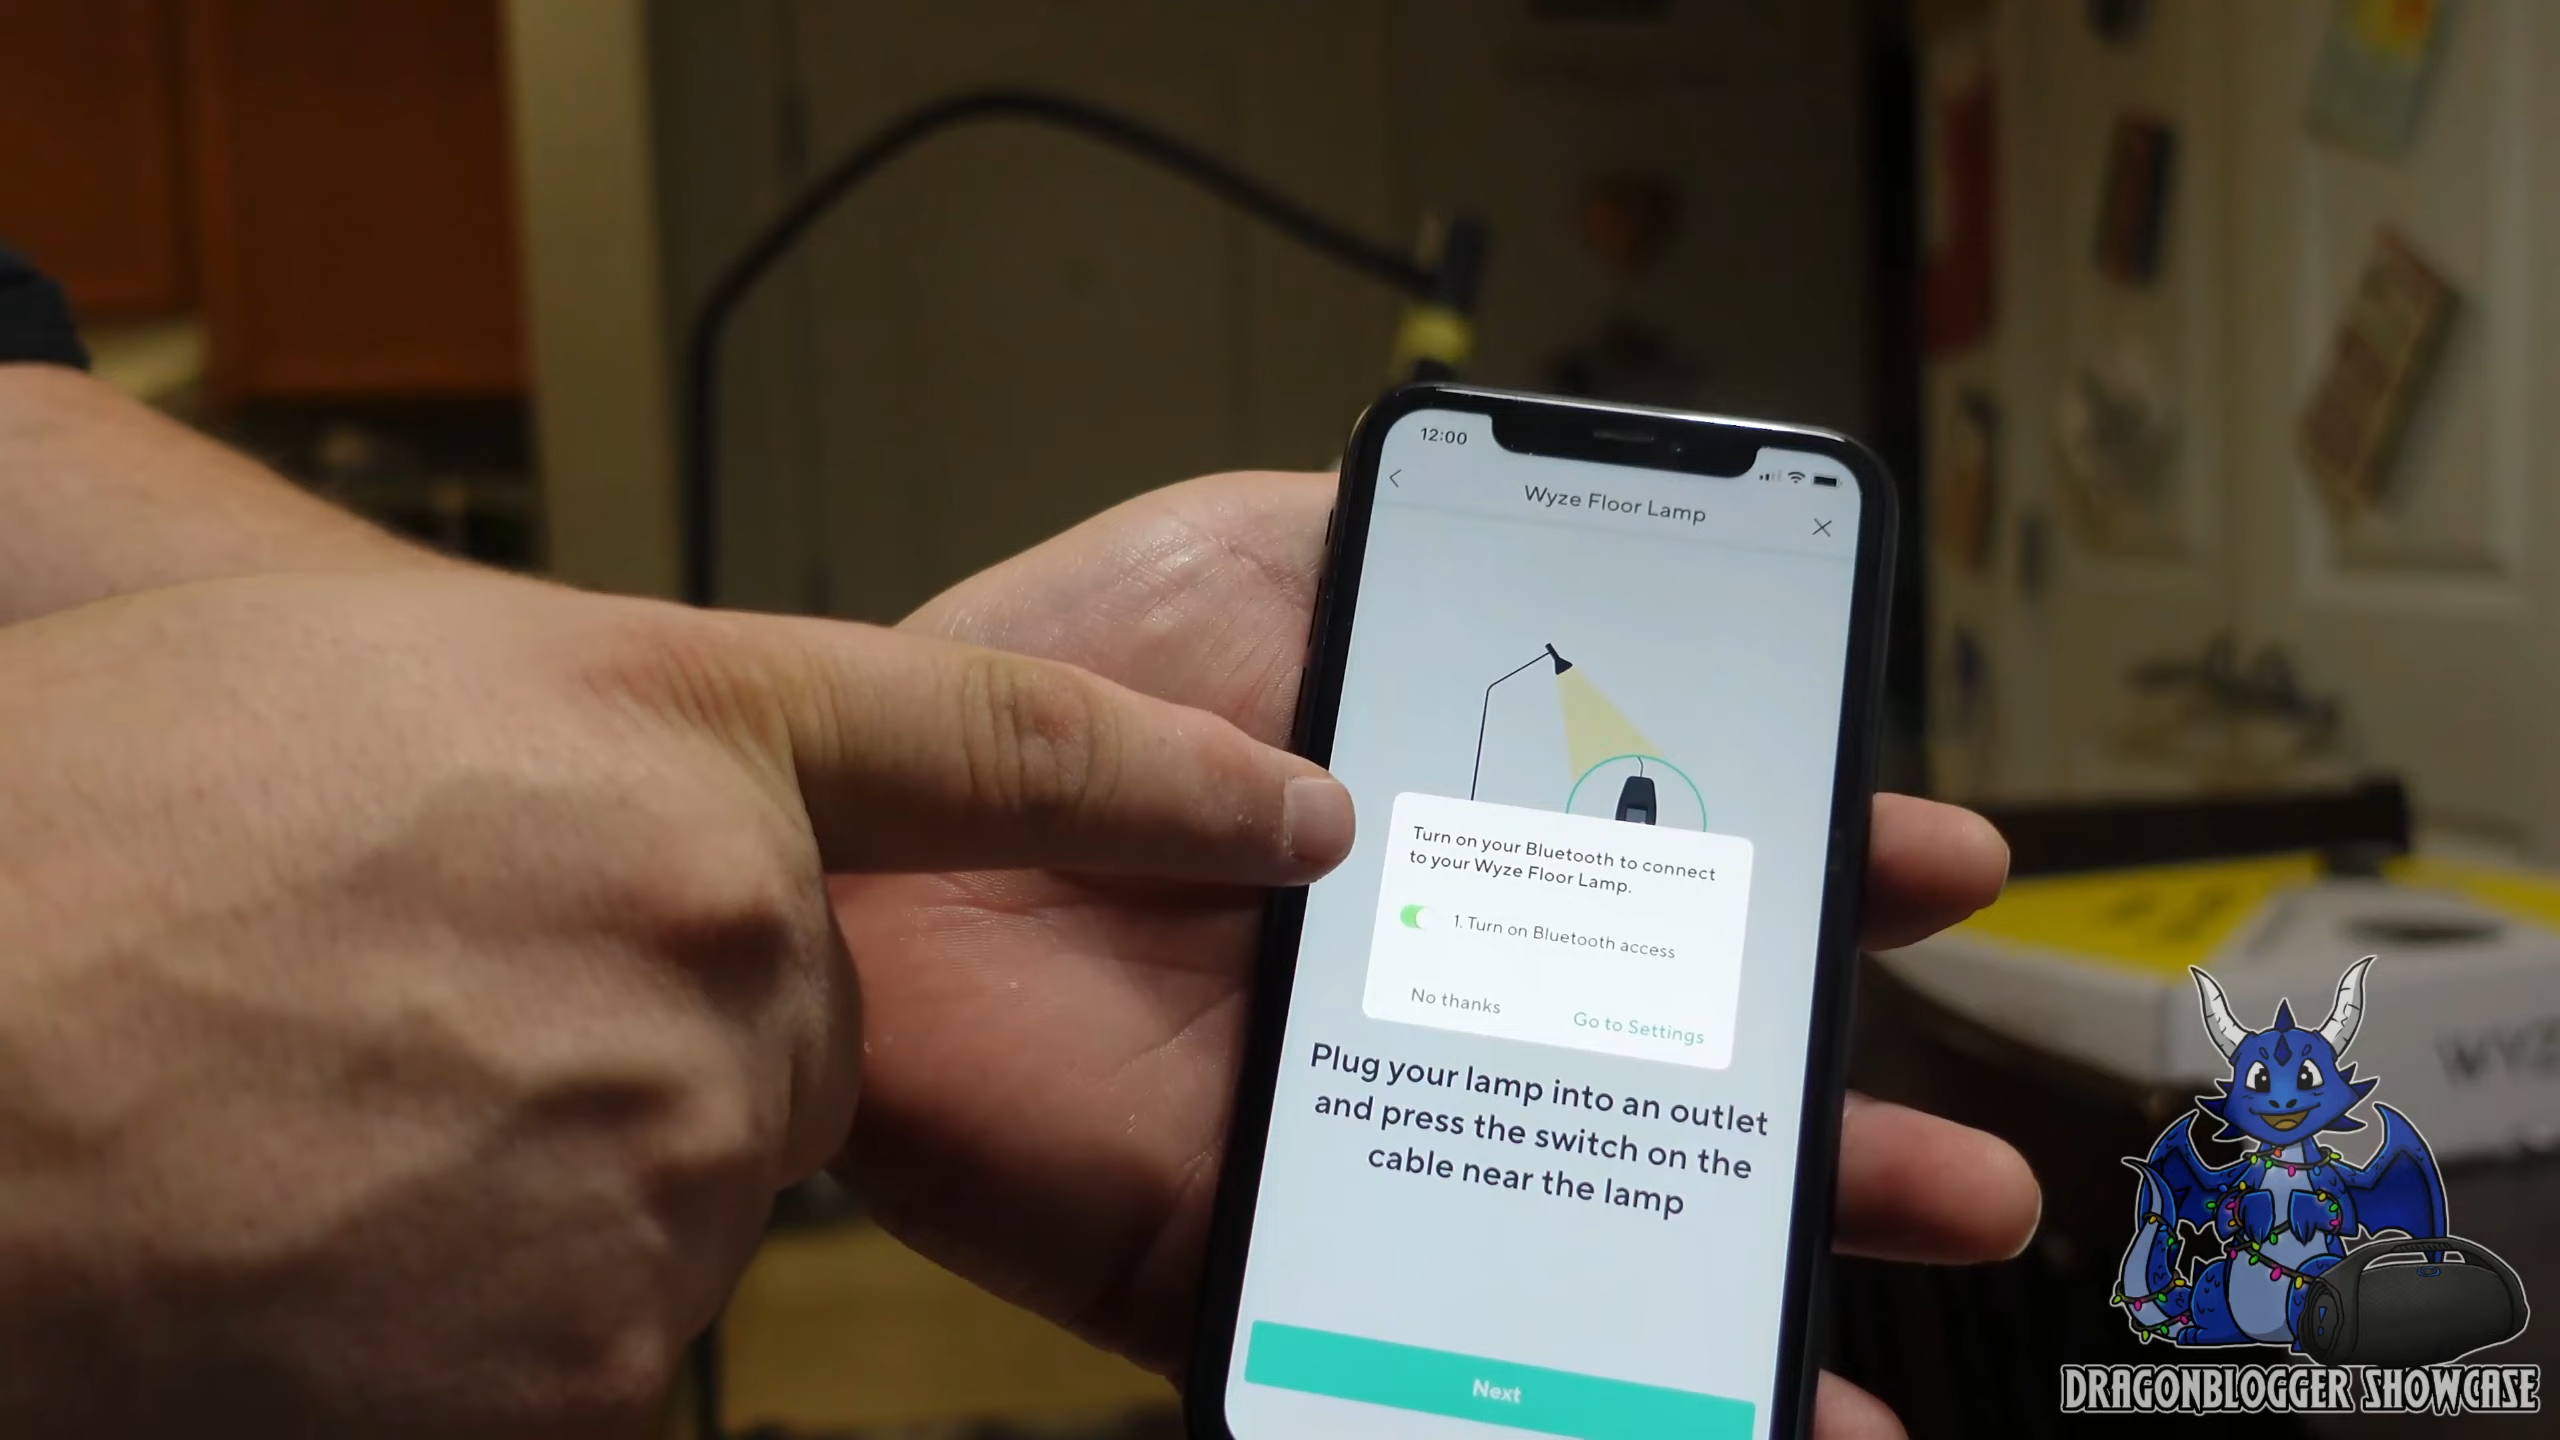 12:00
Wyze Floor Lamp
Turn on your Bluetooth to connect
to your Wyze Floor Lamp.
1. Turn on Bluetooth access
No thanks
Go to Settings
Plug your lamp into an outlet
and press the switch on the
cable near the lamp
Next
WYZE
DRAGONBLOGGER SHOWCASE